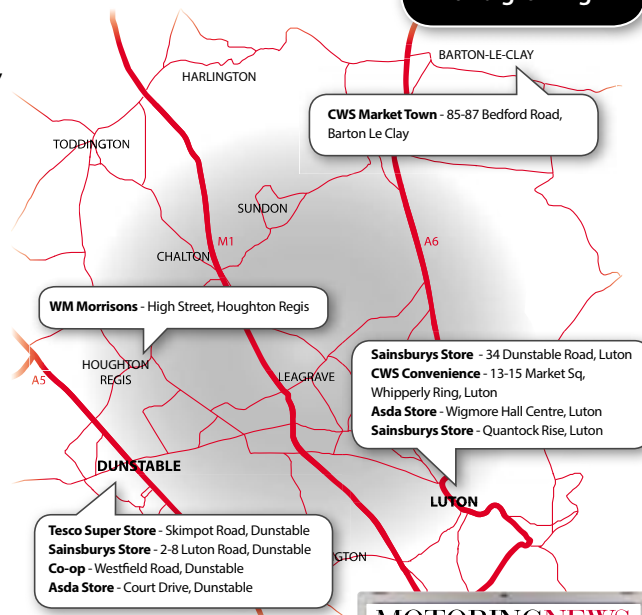 BARTON-LE-CLAY
HARLINGTON
CWS Market Town - 85-87 Bedford Road,
Barton Le Clay
TODDINGTON
SUNDON
M1
A6
CHALTON
WM Morrisons - High Street, Houghton Regis
Sainsburys Store - 34 Dunstable Road, Luton
CWS Convenience - 13-15 Market Sq,
Whipperly Ring, Luton
Asda Store - Wigmore Hall Centre, Luton
Sainsburys Store - Quantock Rise, Luton
HOUGHTON
REGIS
A5
LEAGRAVE
DUNSTABLE
LUTON
Tesco Super Store - Skimpot Road, Dunstable
Sainsburys Store - 2-8 Luton Road, Dunstable
Co-op - Westfield Road, Dunstable
Asda Store - Court Drive, Dunstable
GTON
MOTORINGNEWS